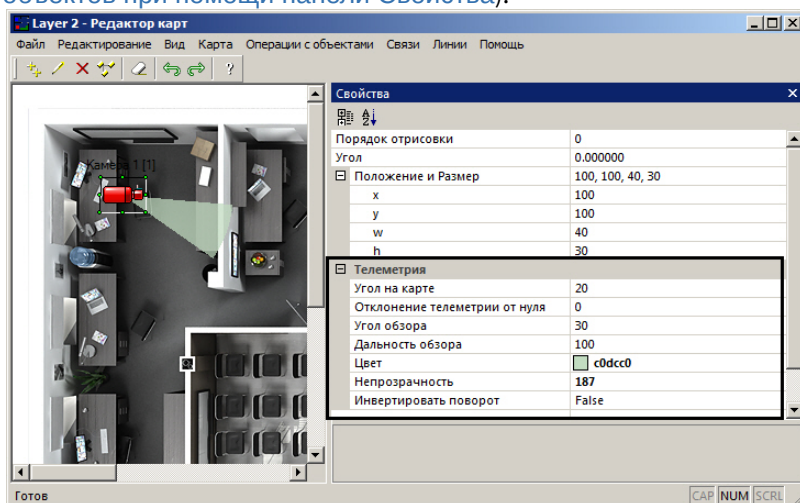 объектов при помощи панели Свойства).
Layer 2 - Редактор карт
Файл Редактирование Вид Карта Операции с объектами Связи Линии Помощь
?
Камера 1 [1]
Свойства
Порядок отрисовки 0
Угол 0.000000
Положение и Размер 100, 100, 40, 30
x 100
y 100
w 40
h 30
Телеметрия
Угол на карте 20
Отклонение телеметрии от нуля 0
Угол обзора 30
Дальность обзора 100
Цвет c0dcc0
Непрозрачность 187
Инвертировать поворот False
Готов CAP NUM SCRL